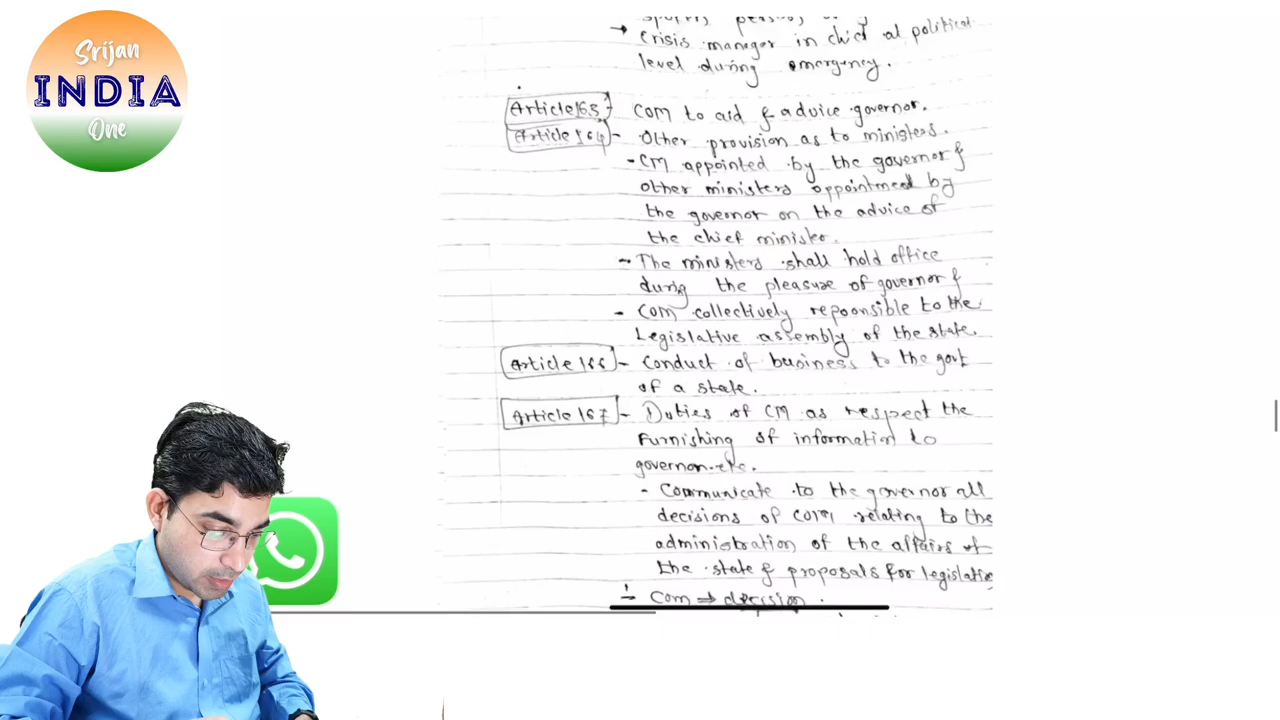 Srijan
INDIA
One
→ Crisis manager in chief at political
level during emergency.
Article 163 - COM to aid & advice governor.
Article 164 - Other provision as to ministers.
- CM appointed by the governor &
other ministers appointmed by
the governor on the advice of
the chief minister.
- The ministers shall hold office
during the pleasure of governor &
- COM collectively repoonsible to the
Legislative assembly of the state.
Article 166 - Conduct of business to the govt
of a state.
Article 167 - Duties of CM as respect the
Furnishing of information to
governor etc.
- Communicate to the governor all
decisions of COM relating to the
administration of the affairs of
the state & proposals for legislative
- Com → decision.